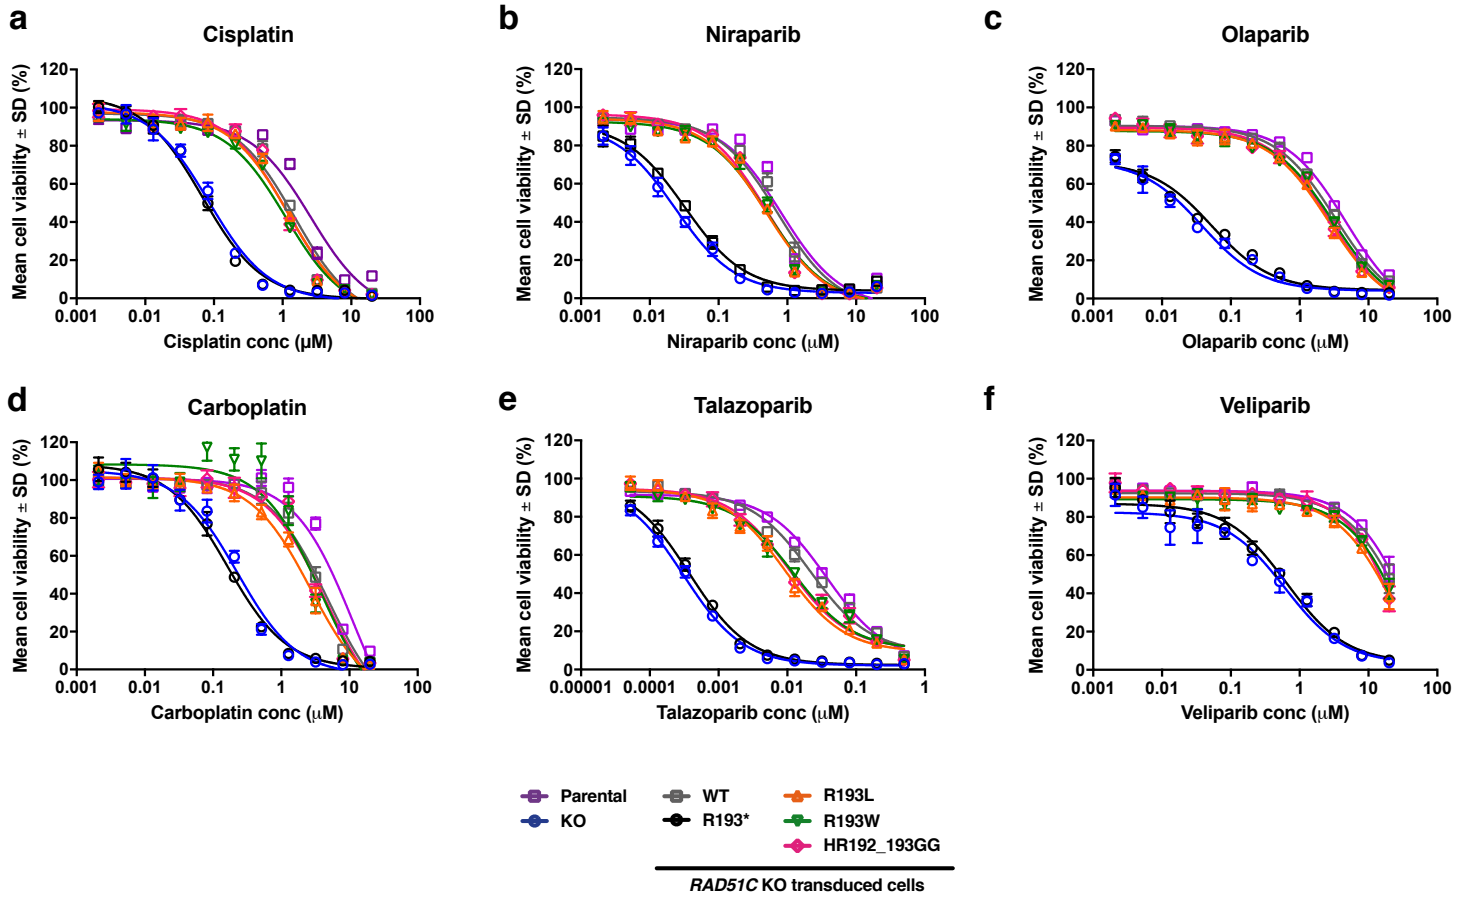 a
Cisplatin
Mean cell viability ± SD (%)
120
100
80
60
40
20
0
0.001 0.01 0.1 1 10 100
Cisplatin conc (µM)
b
Niraparib
Mean cell viability ± SD (%)
120
100
80
60
40
20
0
0.001 0.01 0.1 1 10 100
Niraparib conc (µM)
c
Olaparib
Mean cell viability ± SD (%)
120
100
80
60
40
20
0
0.001 0.01 0.1 1 10 100
Olaparib conc (µM)
d
Carboplatin
Mean cell viability ± SD (%)
120
100
80
60
40
20
0
0.001 0.01 0.1 1 10 100
Carboplatin conc (µM)
e
Talazoparib
Mean cell viability ± SD (%)
120
100
80
60
40
20
0
0.00001 0.0001 0.001 0.01 0.1 1
Talazoparib conc (µM)
f
Veliparib
Mean cell viability ± SD (%)
120
100
80
60
40
20
0
0.001 0.01 0.1 1 10 100
Veliparib conc (µM)
Parental
KO
WT
R193*
R193L
R193W
HR192_193GG
RAD51C KO transduced cells